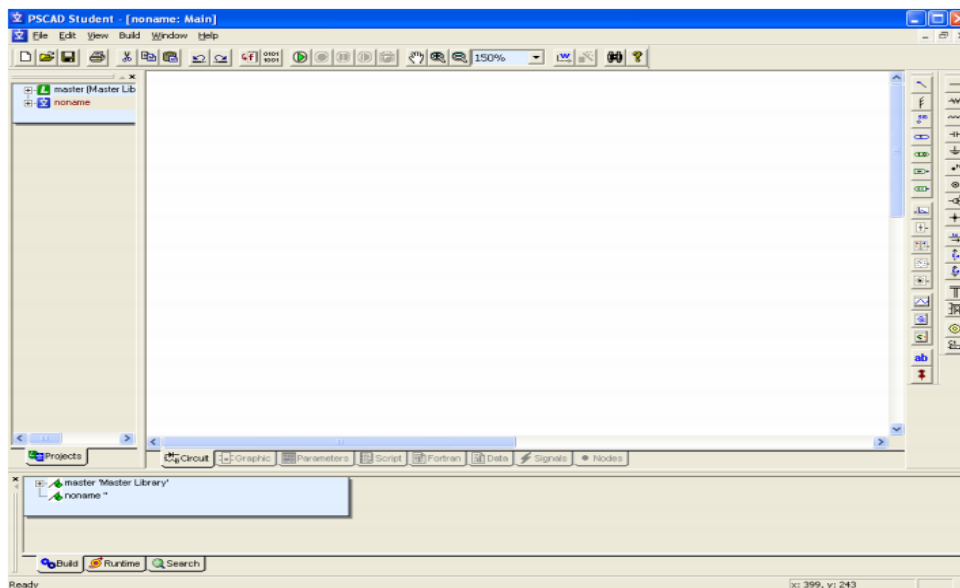 PSCAD Student - [noname: Main]
File Edit View Build Window Help
150%
master (Master Lib
noname
Projects
Circuit Graphic Parameters Script Fortran Data Signals Nodes
master 'Master Library'
noname ''
Build Runtime Search
Ready x: 399, y: 243
ab